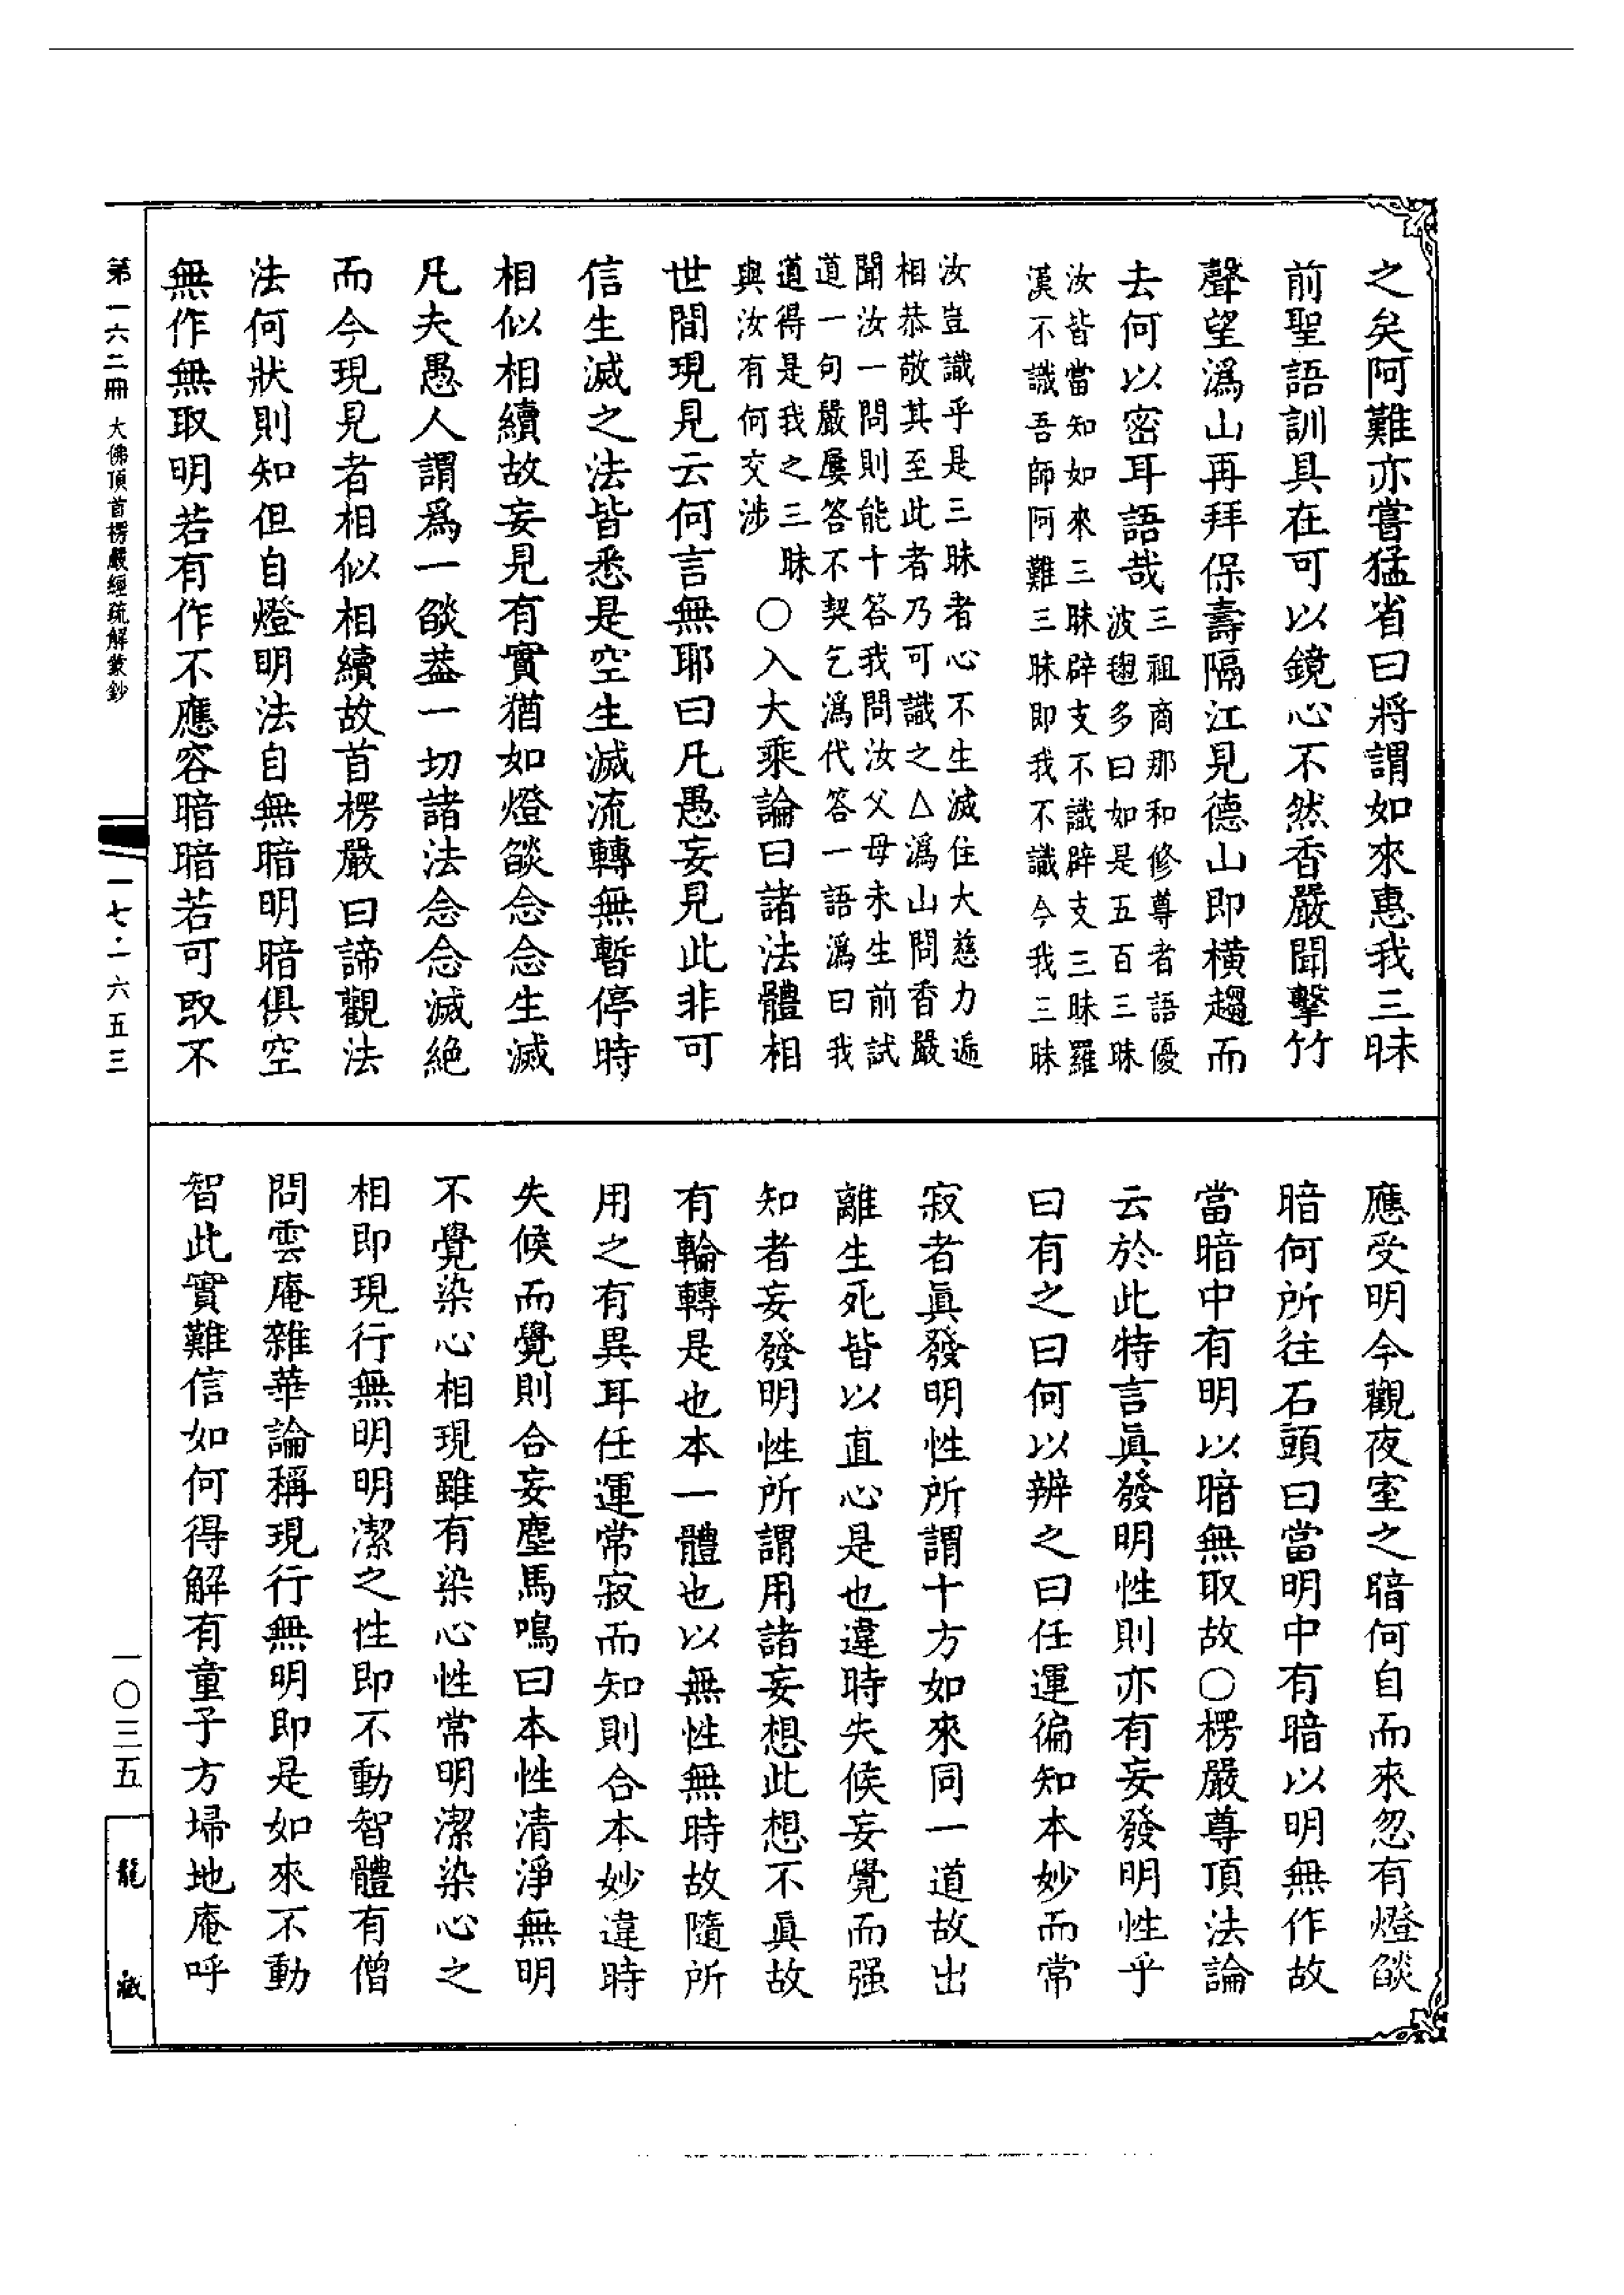 之矣阿難亦嘗猛省曰將謂如來惠我三昧
前聖語訓具在可以鏡心不然香嚴聞擊竹
聲望溈山再拜保壽隔江見德山即橫趨而
去何以密耳語哉
三祖商那和修尊者語優
波毱多曰如是五百三昧
汝皆當知如來三昧辟支不識辟支三昧羅
漢不識吾師阿難三昧即我不識今我三昧
汝豈識乎是三昧者心不生滅住大慈力遞
相恭敬其至此者乃可識之△溈山問香嚴
聞汝一問則能十答我問汝父母未生前試
道一句嚴屢答不契乞溈代答一語溈曰我
道得是我之三昧
與汝有何交涉
○入大乘論曰諸法體相
世間現見云何言無耶曰凡愚妄見此非可
信生滅之法皆悉是空生滅流轉無暫停時
相似相續故妄見有實猶如燈燄念念生滅
凡夫愚人謂爲一燄葢一切諸法念念滅絕
而今現見者相似相續故首楞嚴曰諦觀法
法何狀則知但自燈明法自無暗明暗俱空
無作無取明若有作不應容暗暗若可取不
應受明今觀夜室之暗何自而來忽有燈燄
暗何所往石頭曰當明中有暗以明無作故
當暗中有明以暗無取故○楞嚴尊頂法論
云於此特言眞發明性則亦有妄發明性乎
曰有之曰何以辨之曰任運徧知本妙而常
寂者眞發明性所謂十方如來同一道故出
離生死皆以直心是也違時失候妄覺而强
知者妄發明性所謂用諸妄想此想不眞故
有輪轉是也本一體也以無性無時故隨所
用之有異耳任運常寂而知則合本妙違時
失候而覺則合妄塵馬鳴曰本性清淨無明
不覺染心相現雖有染心性常明潔染心之
相即現行無明明潔之性即不動智體有僧
問雲庵雜華論稱現行無明即是如來不動
智此實難信如何得解有童子方埽地庵呼
第一六二冊 大佛頂首楞嚴經疏解蒙鈔
一七·一六五三
一〇三五
龍藏